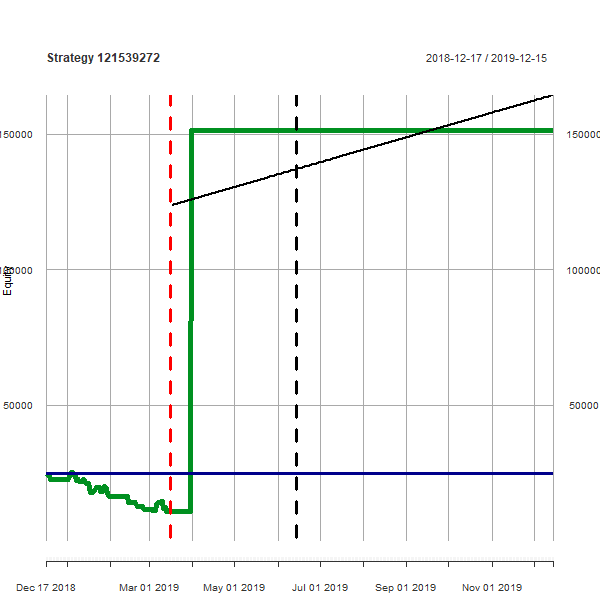 Strategy 121539272
2018-12-17 / 2019-12-15
150000
150000
100000
100000
50000
50000
Dec 17 2018
Mar 01 2019
May 01 2019
Jul 01 2019
Sep 01 2019
Nov 01 2019